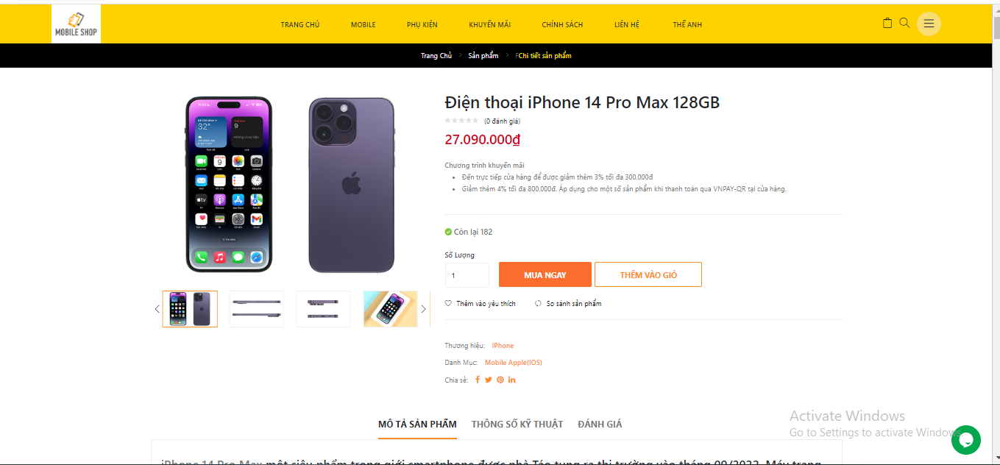 MOBILE SHOP
TRANG CHỦ MOBILE PHỤ KIỆN KHUYẾN MÃI CHÍNH SÁCH LIÊN HỆ THẾ ANH
Trang Chủ > Sản phẩm > FChi tiết sản phẩm
Điện thoại iPhone 14 Pro Max 128GB
(0 đánh giá)
27.090.000₫
Chương trình khuyến mãi
• Đến trực tiếp cửa hàng để được giảm thêm 3% tối đa 300.000đ
• Giảm thêm 4% tối đa 800.000đ. Áp dụng cho một số sản phẩm khi thanh toán qua VNPAY-QR tại cửa hàng.
Còn lại 182
Số Lượng
1 MUA NGAY THÊM VÀO GIỎ
Thêm vào yêu thích So sánh sản phẩm
Thương hiệu: IPhone
Danh Mục: Mobile Apple(IOS)
Chia sẻ:
MÔ TẢ SẢN PHẨM THÔNG SỐ KỸ THUẬT ĐÁNH GIÁ
Activate Windows
Go to Settings to activate Windows.
iPhone 14 Pro Max một siêu phẩm trong giới smartphone được nhà Táo tung ra thị trường vào tháng 09/2022. Máy trang